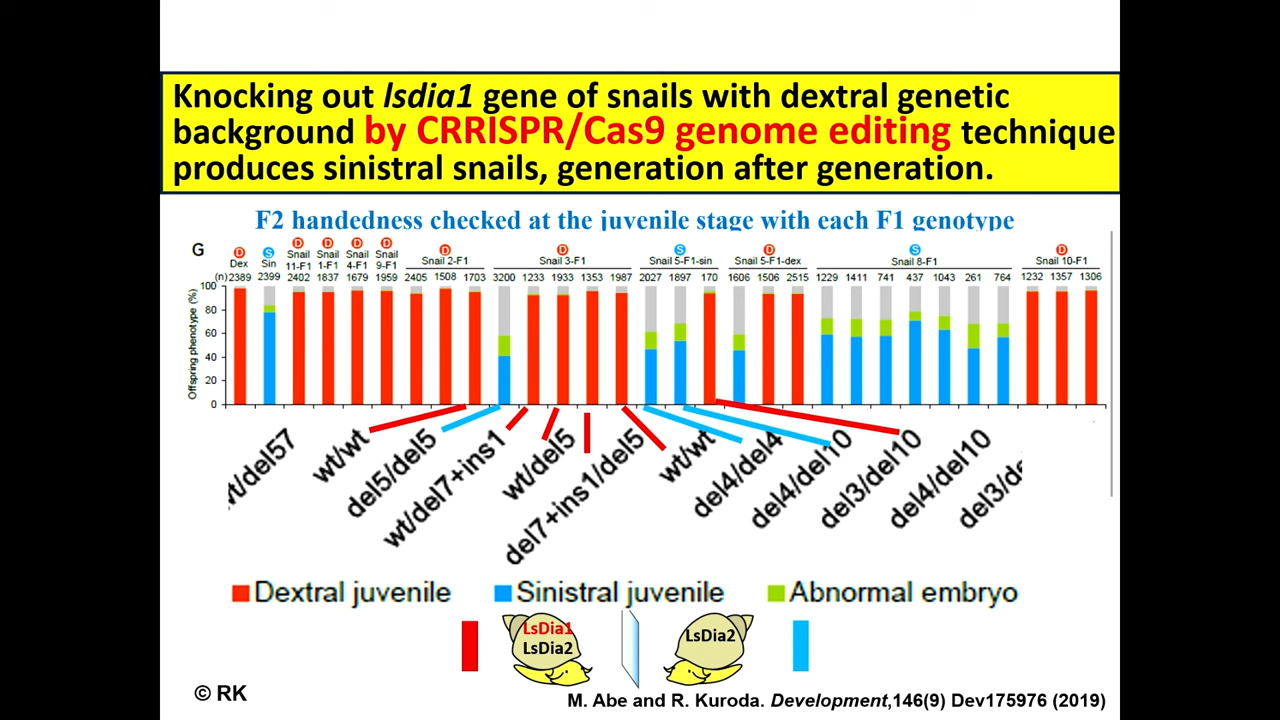 Knocking out lsdia1 gene of snails with dextral genetic
background by CRRISPR/Cas9 genome editing technique
produces sinistral snails, generation after generation.
F2 handedness checked at the juvenile stage with each F1 genotype
G
D S D D D D D D S D S D
Dex Sin Snail 11-F1 Snail 1-F1 Snail 4-F1 Snail 9-F1 Snail 2-F1 Snail 3-F1 Snail 5-F1-sin Snail 5-F1-dex Snail 8-F1 Snail 10-F1
(n) 2389 2399 2402 1837 1679 1959 2405 1508 1703 3200 1233 1933 1353 1987 2027 1897 170 1606 1506 2515 1229 1411 741 437 1043 261 764 1232 1357 1306
Offspring phenotype (%)
100
80
60
40
20
0
wt/wt
del5/del5
wt/del7+ins1
wt/del5
del7+ins1/del5
wt/wt
del4/del4
del4/del10
del3/del10
del4/del10
Dextral juvenile Sinistral juvenile Abnormal embryo
LsDia1
LsDia2
LsDia2
© RK
M. Abe and R. Kuroda. Development,146(9) Dev175976 (2019)